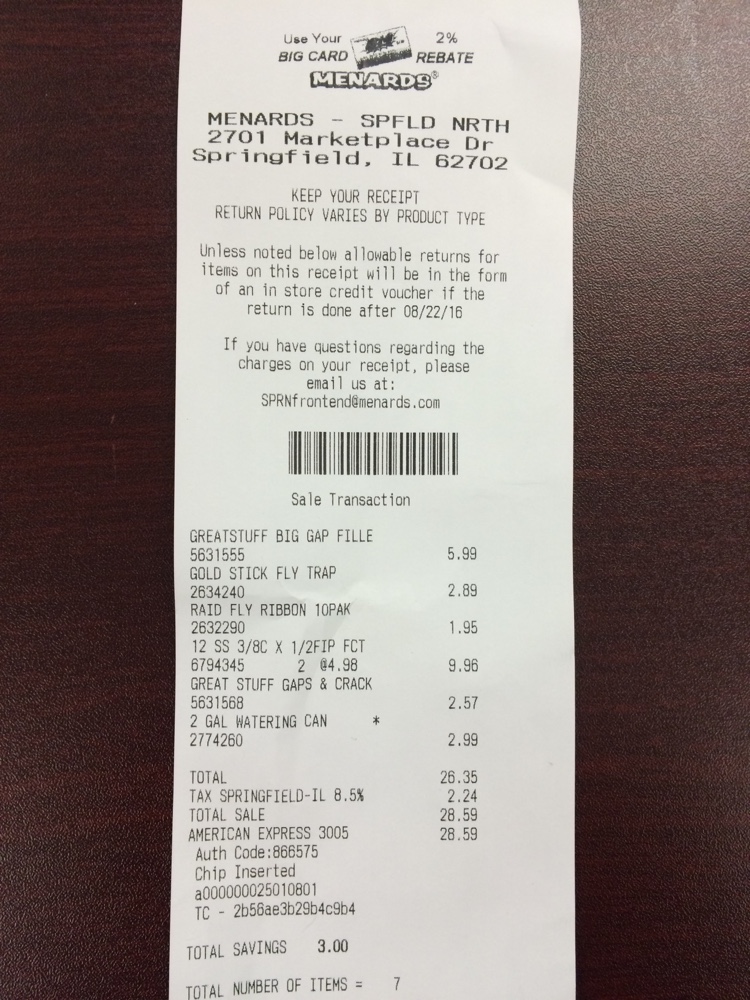 Use Your 2%
BIG CARD REBATE
MENARDS®
MENARDS - SPFLD NRTH
2701 Marketplace Dr
Springfield, IL 62702
KEEP YOUR RECEIPT
RETURN POLICY VARIES BY PRODUCT TYPE
Unless noted below allowable returns for
items on this receipt will be in the form
of an in store credit voucher if the
return is done after 08/22/16
If you have questions regarding the
charges on your receipt, please
email us at:
SPRNfrontend@menards.com
Sale Transaction
GREATSTUFF BIG GAP FILLE
5631555 5.99
GOLD STICK FLY TRAP
2634240 2.89
RAID FLY RIBBON 10PAK
2632290 1.95
12 SS 3/8C X 1/2FIP FCT
6794345 2 @4.98 9.96
GREAT STUFF GAPS & CRACK
5631568 2.57
2 GAL WATERING CAN *
2774260 2.99
TOTAL 26.35
TAX SPRINGFIELD-IL 8.5% 2.24
TOTAL SALE 28.59
AMERICAN EXPRESS 3005 28.59
Auth Code:866575
Chip Inserted
a000000025010801
TC - 2b56ae3b29b4c9b4
TOTAL SAVINGS 3.00
TOTAL NUMBER OF ITEMS = 7